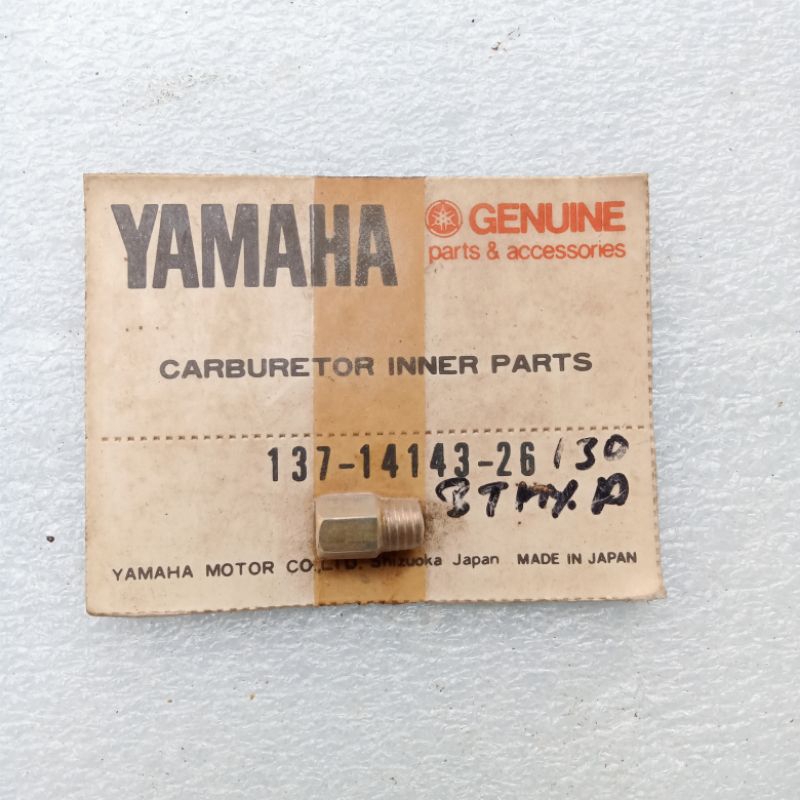 YAMAHA GENUINE
parts & accessories
CARBURETOR INNER PARTS
137-14143-26 130
YAMAHA MOTOR CO.,LTD. Shizuoka Japan MADE IN JAPAN